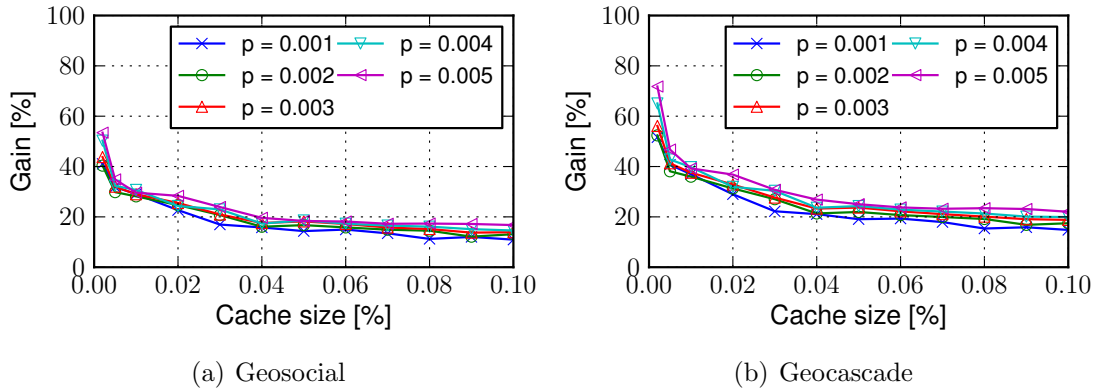 100
80
60
40
20
0
Gain [%]
p = 0.001
p = 0.002
p = 0.003
p = 0.004
p = 0.005
0.00 0.02 0.04 0.06 0.08 0.10
Cache size [%]
(a) Geosocial
100
80
60
40
20
0
Gain [%]
p = 0.001
p = 0.002
p = 0.003
p = 0.004
p = 0.005
0.00 0.02 0.04 0.06 0.08 0.10
Cache size [%]
(b) Geocascade